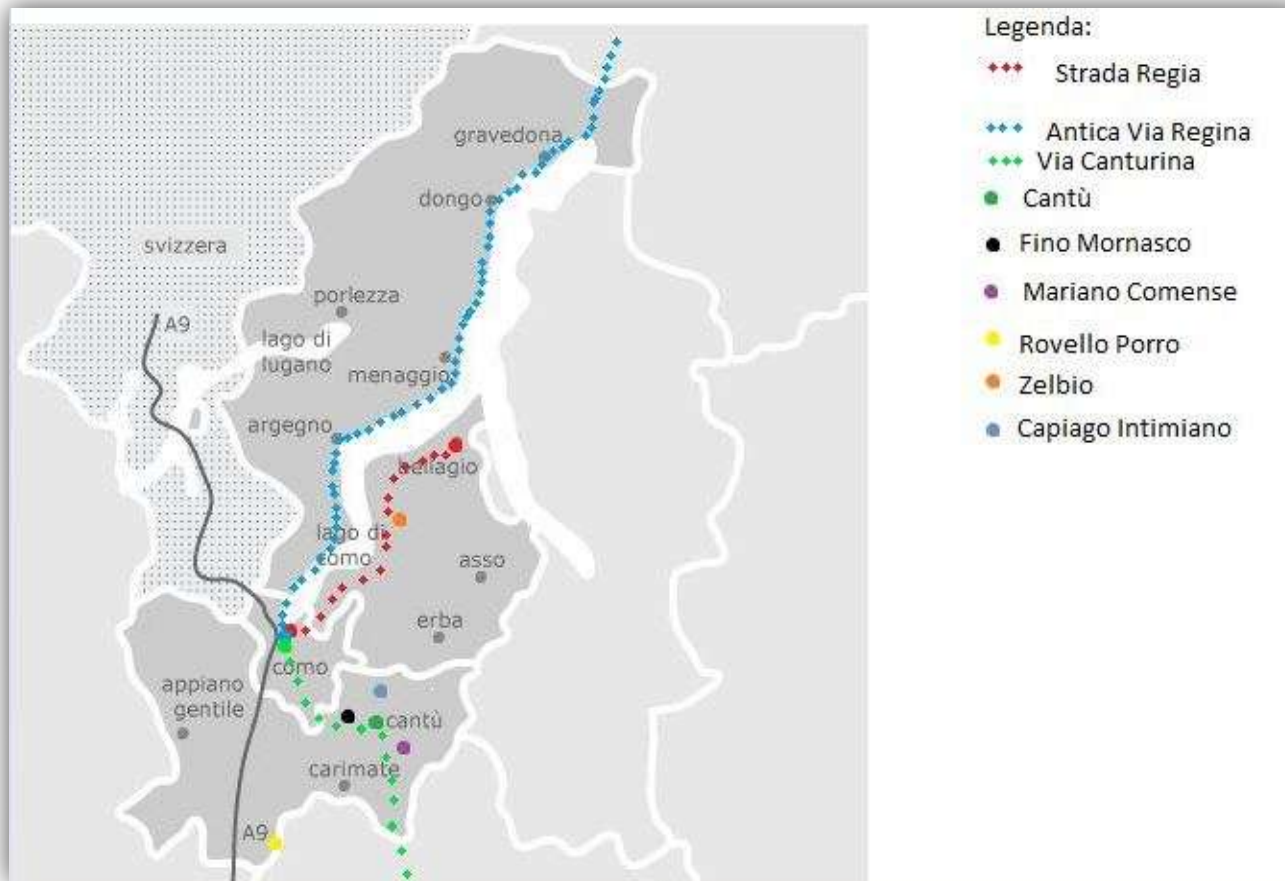 gravedona
dongo
svizzera
porlezza
A9
lago di
lugano
menaggio
argegno
bellagio
lago di
como
asso
erba
como
appiano
gentile
cantù
carimate
A9
Legenda:
Strada Regia
Antica Via Regina
Via Canturina
Cantù
Fino Mornasco
Mariano Comense
Rovello Porro
Zelbio
Capiago Intimiano